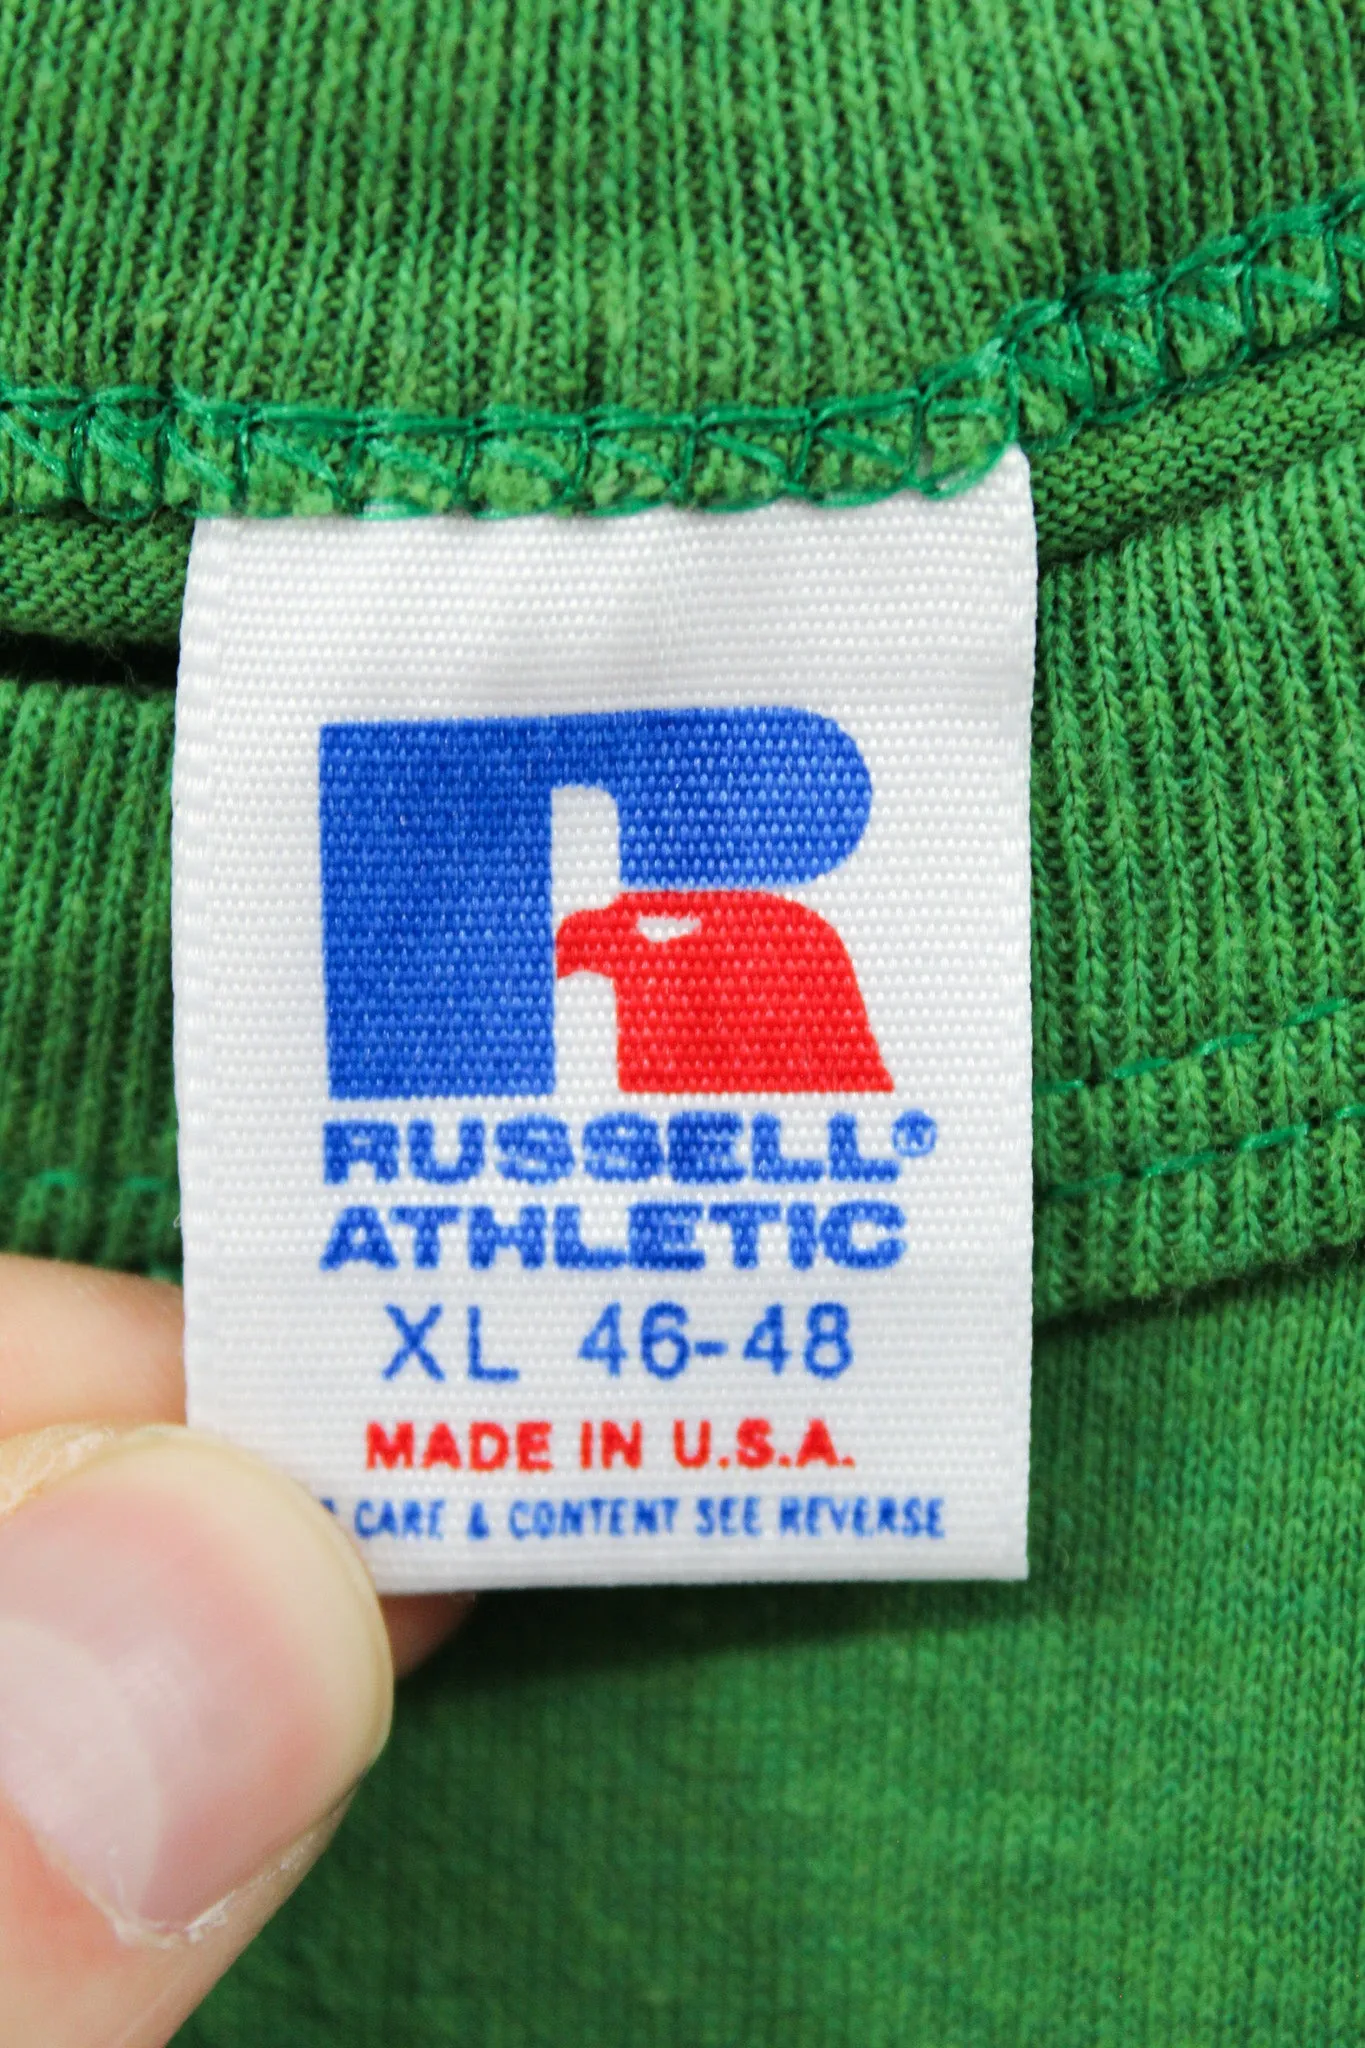 RUSSELL®
ATHLETIC
XL 46-48
MADE IN U.S.A.
CARE & CONTENT SEE REVERSE